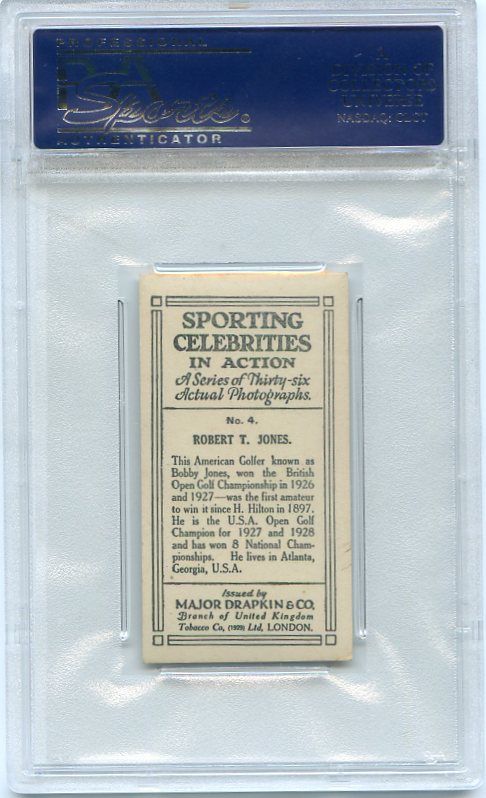 PROFESSIONAL
PSA
Sports.
AUTHENTICATOR
A
DIVISION OF
COLLECTORS
UNIVERSE
NASDAQ: CLCT
SPORTING
CELEBRITIES
IN ACTION
A Series of Thirty-six
Actual Photographs.
No. 4.
ROBERT T. JONES.
This American Golfer known as
Bobby Jones, won the British
Open Golf Championship in 1926
and 1927—was the first amateur
to win it since H. Hilton in 1897.
He is the U.S.A. Open Golf
Champion for 1927 and 1928
and has won 8 National Cham-
pionships. He lives in Atlanta,
Georgia, U.S.A.
Issued by
MAJOR DRAPKIN & CO.
Branch of United Kingdom
Tobacco Co. (1929) Ltd, LONDON.